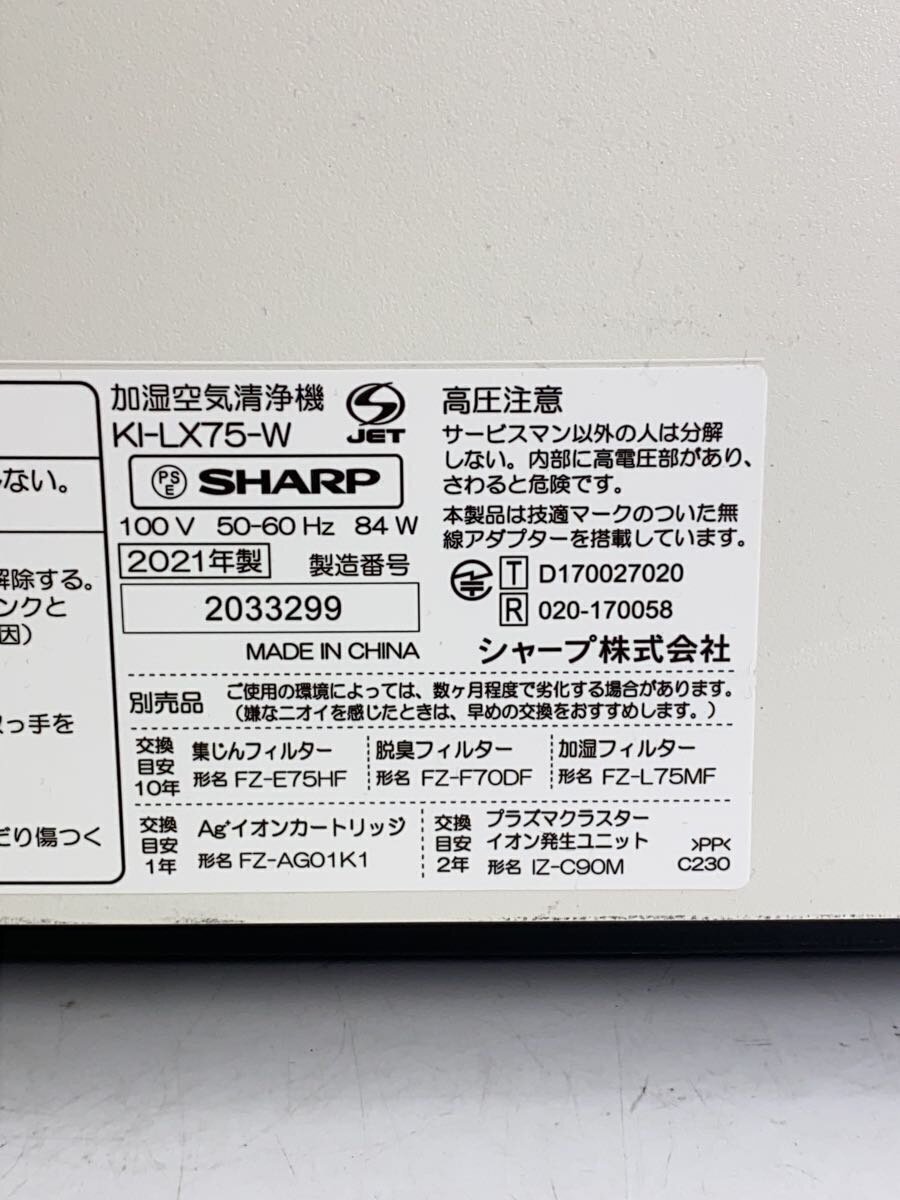 しない。
解除する。
ンクと
因）
っ手を
だり傷つく
加湿空気清浄機
KI-LX75-W
JET
PS
E
SHARP
100 V 50-60 Hz 84 W
2021年製 製造番号
2033299
MADE IN CHINA
高圧注意
サービスマン以外の人は分解
しない。内部に高電圧部があり、
さわると危険です。
本製品は技適マークのついた無
線アダプターを搭載しています。
T D170027020
R 020-170058
シャープ株式会社
別売品 ご使用の環境によっては、数ヶ月程度で劣化する場合があります。
（嫌なニオイを感じたときは、早めの交換をおすすめします。）
交換
目安
10年
集じんフィルター
形名 FZ-E75HF
脱臭フィルター
形名 FZ-F70DF
加湿フィルター
形名 FZ-L75MF
交換
目安
1年
Ag⁺イオンカートリッジ
形名 FZ-AG01K1
交換
目安
2年
プラズマクラスター
イオン発生ユニット
形名 IZ-C90M
>PP<
C230